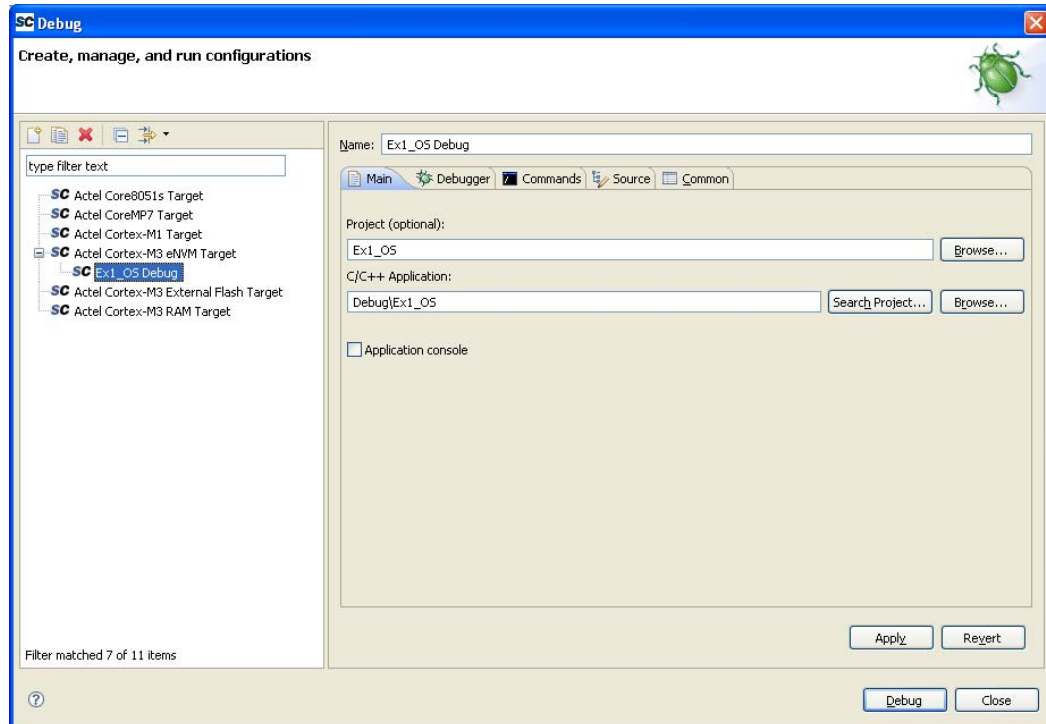 SC Debug
Create, manage, and run configurations
type filter text
SC Actel Core8051s Target
SC Actel CoreMP7 Target
SC Actel Cortex-M1 Target
SC Actel Cortex-M3 eNVM Target
SC Ex1_OS Debug
SC Actel Cortex-M3 External Flash Target
SC Actel Cortex-M3 RAM Target
Filter matched 7 of 11 items
Name: Ex1_OS Debug
Main Debugger Commands Source Common
Project (optional):
Ex1_OS Browse...
C/C++ Application:
Debug\Ex1_OS Search Project... Browse...
Application console
Apply Revert
? Debug Close